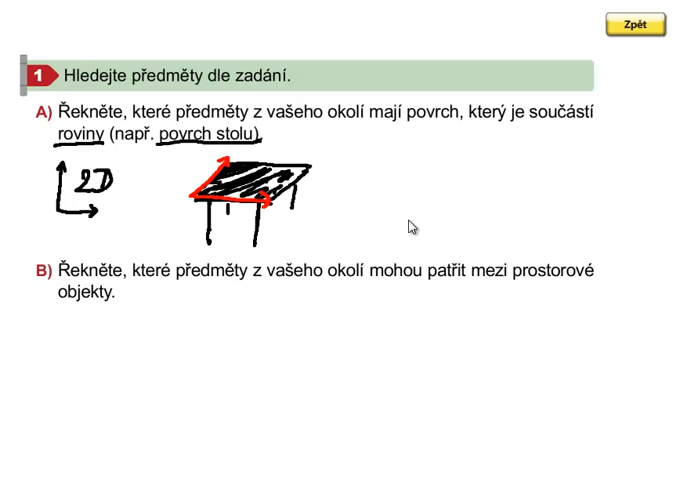 Zpět
1 Hledejte předměty dle zadání.
A) Řekněte, které předměty z vašeho okolí mají povrch, který je součástí
roviny (např. povrch stolu).
2D
B) Řekněte, které předměty z vašeho okolí mohou patřit mezi prostorové
objekty.